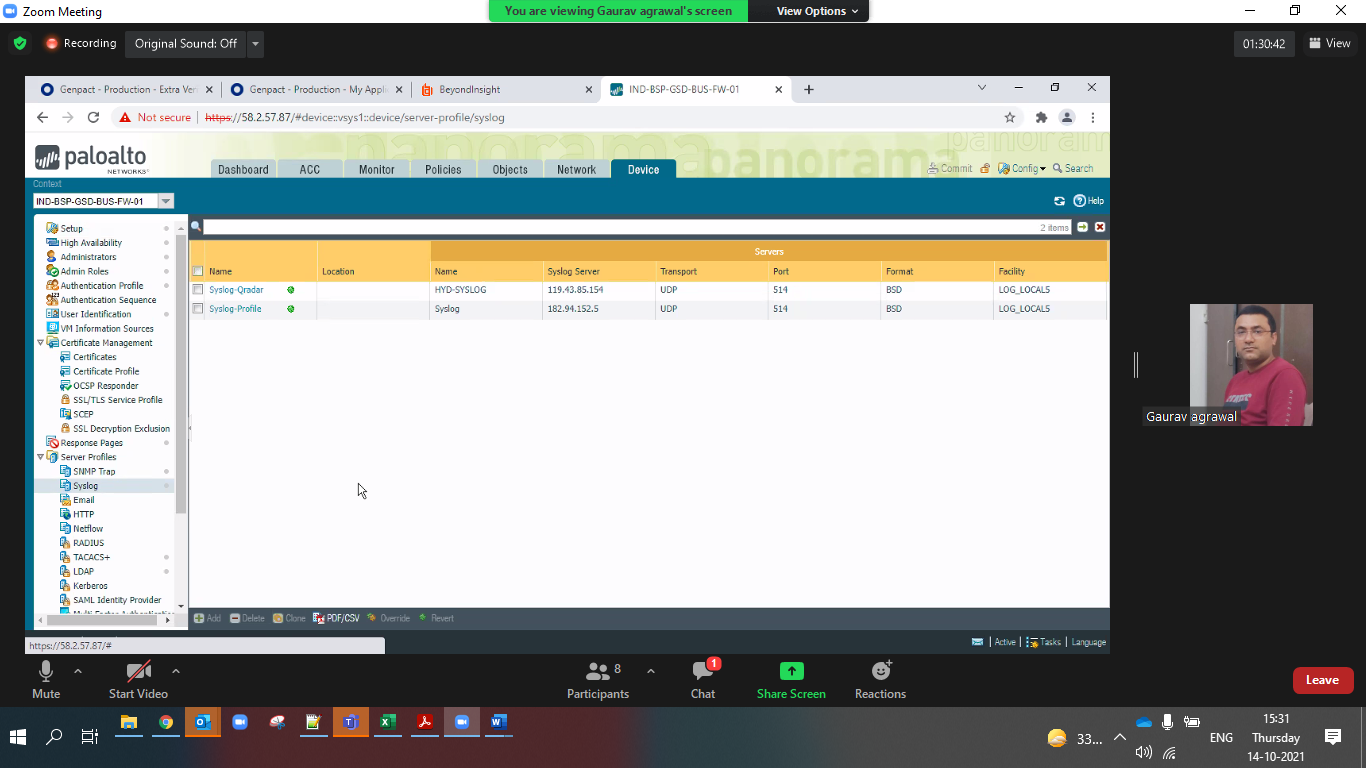 Zoom Meeting
You are viewing Gaurav agrawal's screen
View Options
Recording
Original Sound: Off
01:30:42
View
Genpact - Production - Extra Ver
Genpact - Production - My Apple
BeyondInsight
IND-BSP-GSD-BUS-FW-01
Not secure
https://58.2.57.87/#device::vsys1::device/server-profile/syslog
paloalto
NETWORKS
panorama
Dashboard
ACC
Monitor
Policies
Objects
Network
Device
Commit
Config
Search
Context
IND-BSP-GSD-BUS-FW-01
Help
Setup
High Availability
Administrators
Admin Roles
Authentication Profile
Authentication Sequence
User Identification
VM Information Sources
Certificate Management
Certificates
Certificate Profile
OCSP Responder
SSL/TLS Service Profile
SCEP
SSL Decryption Exclusion
Response Pages
Server Profiles
SNMP Trap
Syslog
Email
HTTP
Netflow
RADIUS
TACACS+
LDAP
Kerberos
SAML Identity Provider
2 items
Servers
Name Location Name Syslog Server Transport Port Format Facility
Syslog-Qradar HYD-SYSLOG 119.43.85.154 UDP 514 BSD LOG_LOCAL5
Syslog-Profile Syslog 182.94.152.5 UDP 514 BSD LOG_LOCAL5
Add Delete Clone PDF/CSV Override Revert
https://58.2.57.87/#
Active Tasks Language
Gaurav agrawal
Mute
Start Video
8
Participants
1
Chat
Share Screen
Reactions
Leave
33...
ENG
15:31
Thursday
14-10-2021